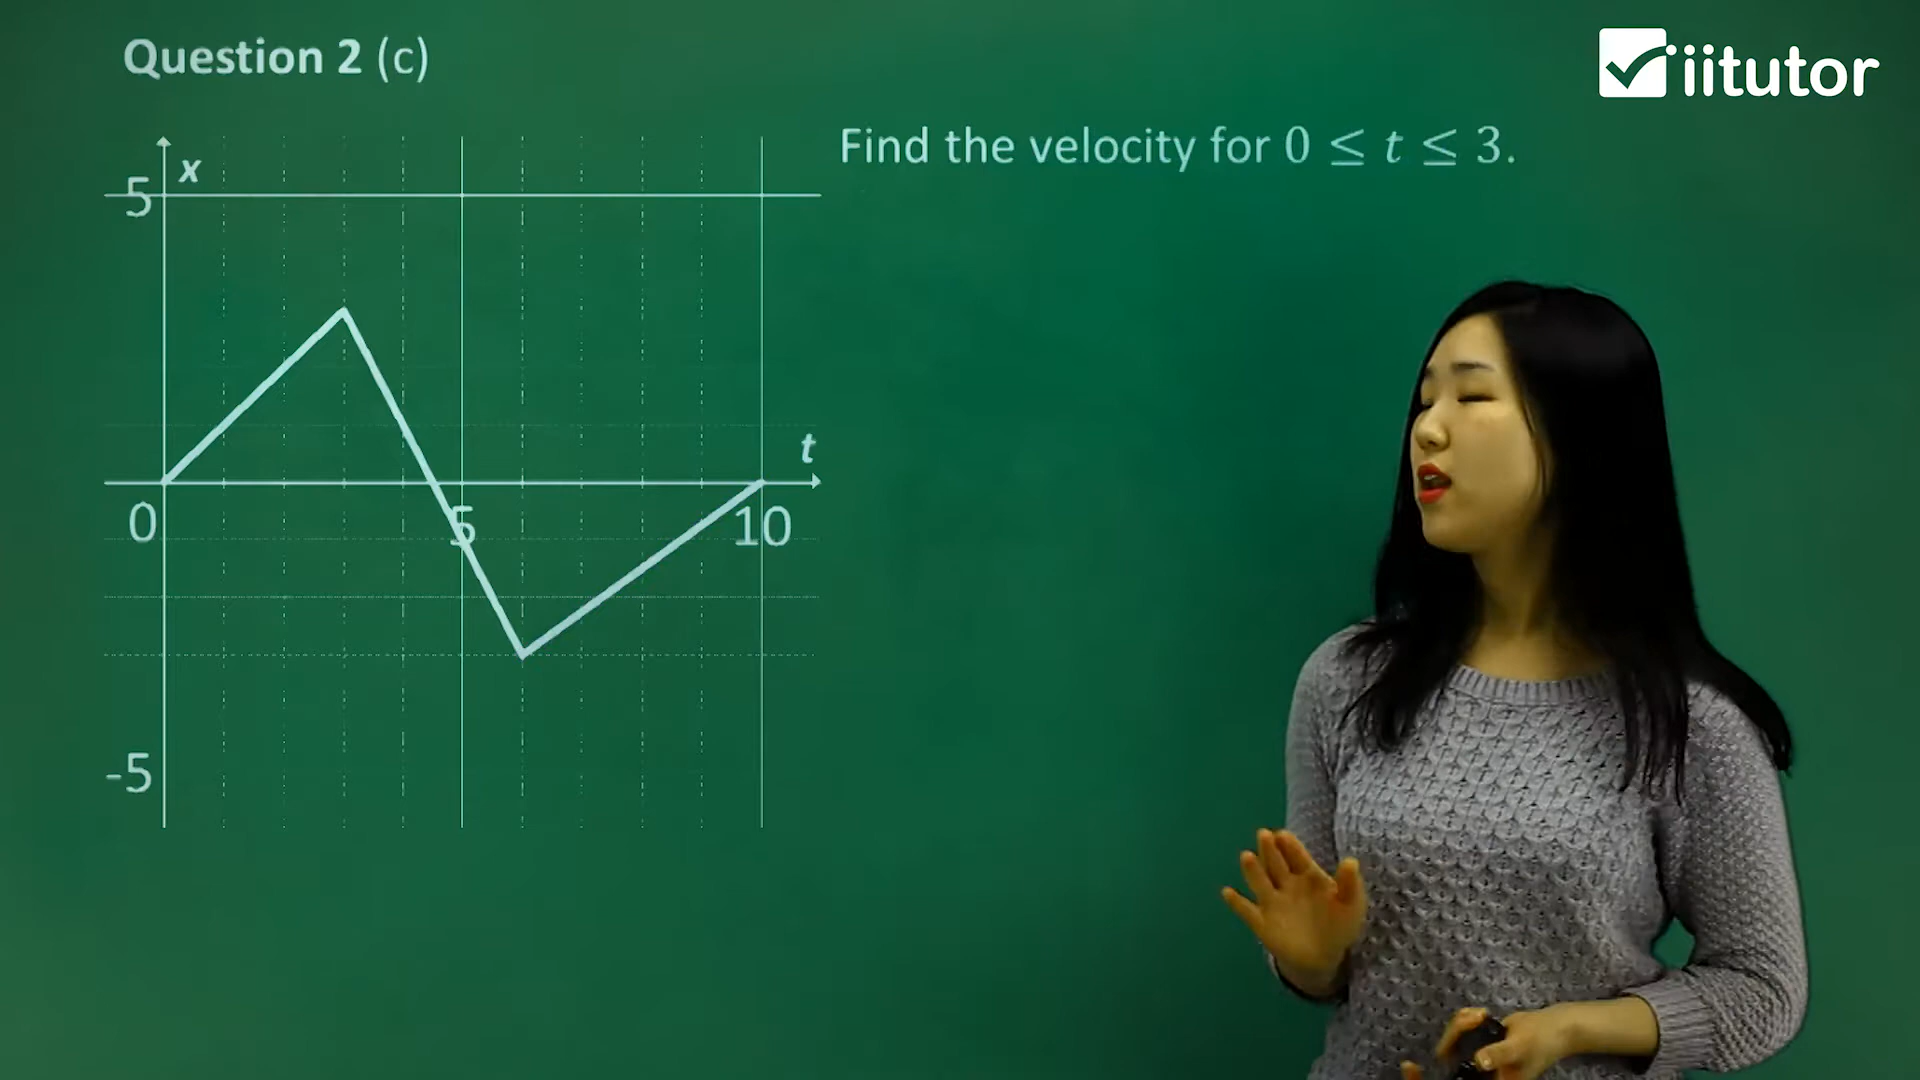 Question 2 (c)
iitutor
Find the velocity for 0 ≤ t ≤ 3.
x
5
t
0
5
10
-5